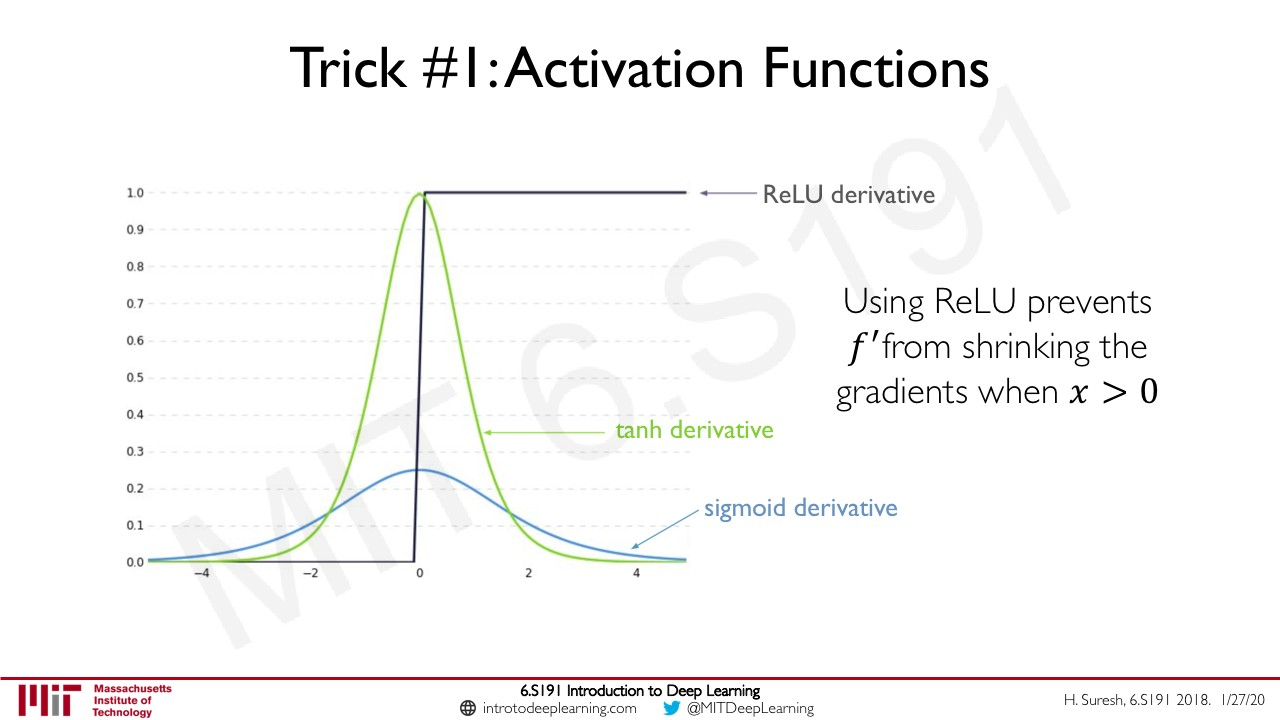 Trick #1: Activation Functions
1.0
0.9
0.8
0.7
0.6
0.5
0.4
0.3
0.2
0.1
0.0
−4
−2
0
2
4
ReLU derivative
tanh derivative
sigmoid derivative
Using ReLU prevents
f′ from shrinking the
gradients when x > 0
MIT 6.S191
Massachusetts
Institute of
Technology
6.S191 Introduction to Deep Learning
introtodeeplearning.com @MITDeepLearning
H. Suresh, 6.S191 2018. 1/27/20